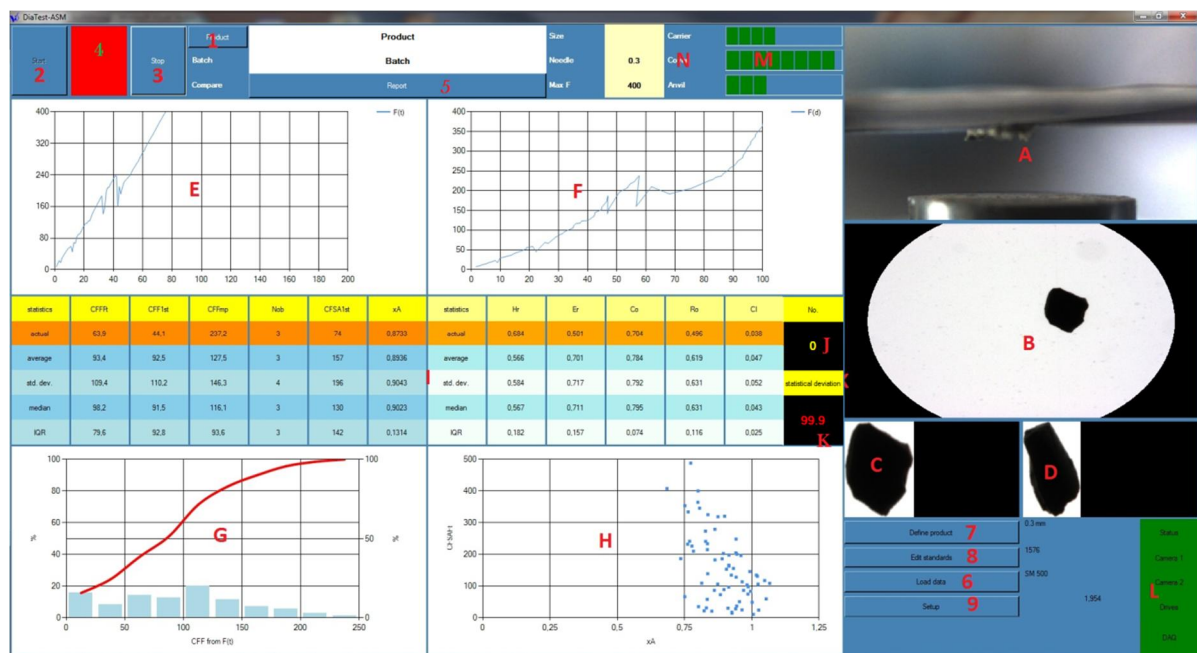 DiaTest-ASM
Start
2
4
Stop
3
Product
1
Product
Size
Carrier
Batch
Batch
Needle
0.3
N
M
Compare
Report
5
Max F
400
Anvil
A
400
320
240
160
80
0
0 20 40 60 80 100 120 140 160 180 200
F(t)
E
400
350
300
250
200
150
100
50
0
0 10 20 30 40 50 60 70 80 90 100
F(d)
F
B
statistics CFFRt CFF1st CFFmp Nob CFSA1st xA
actual 63,9 44,1 237,2 3 74 0,8733
average 93,4 92,5 127,5 3 157 0,8936
std. dev. 109,4 110,2 146,3 4 196 0,9043
median 98,2 91,5 116,1 3 130 0,9023
IQR 79,6 92,8 93,6 3 142 0,1314
statistics Hr Er Co Ro Cl
actual 0,684 0,601 0,704 0,496 0,038
average 0,566 0,701 0,784 0,619 0,047
std. dev. 0,584 0,717 0,792 0,631 0,052
median 0,567 0,711 0,795 0,631 0,043
IQR 0,182 0,157 0,074 0,116 0,025
No.
0 J
statistical deviation
99.9
K
C
D
100
80
60
40
20
0
%
0 50 100 150 200 250
CFF from F(t)
100
50
0
%
G
500
400
300
200
100
0
0 0,25 0,5 0,75 1 1,25
xA
H
Define product
7
0.3 mm
Edit standards
8
1576
Load data
6
SM 500
Setup
9
1,954
Status
Camera 1
Camera 2
L
Drives
DAQ